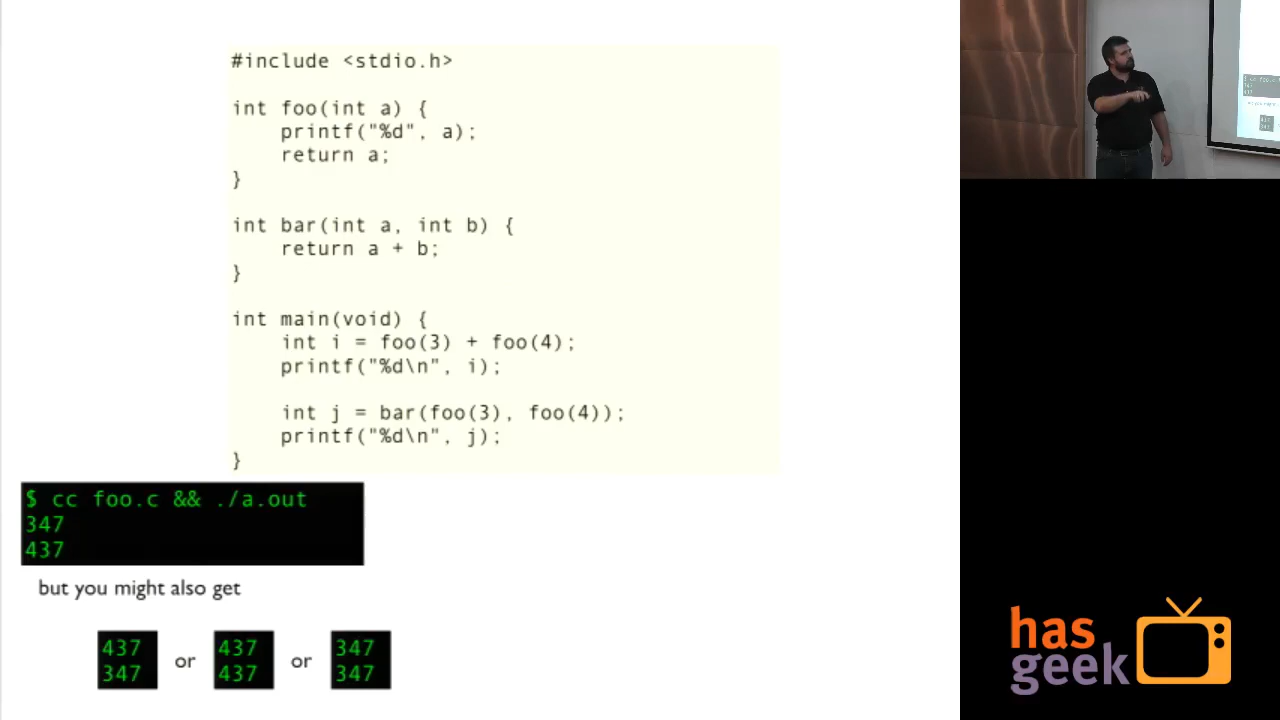 #include <stdio.h>
int foo(int a) {
    printf("%d", a);
    return a;
}
int bar(int a, int b) {
    return a + b;
}
int main(void) {
    int i = foo(3) + foo(4);
    printf("%d\n", i);
    int j = bar(foo(3), foo(4));
    printf("%d\n", j);
}
$ cc foo.c && ./a.out
347
437
but you might also get
437
347
or
437
437
or
347
347
has
geek